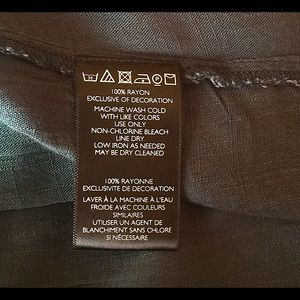 100% RAYON
EXCLUSIVE OF DECORATION
MACHINE WASH COLD
WITH LIKE COLORS
USE ONLY
NON-CHLORINE BLEACH
LINE DRY
LOW IRON AS NEEDED
MAY BE DRY CLEANED
100% RAYONNE
EXCLUSIVITE DE DECORATION
LAVER À LA MACHINE À L'EAU
FROIDE AVEC COULEURS
SIMILAIRES
UTILISER UN AGENT DE
BLANCHIMENT SANS CHLORE
SI NÉCESSAIRE